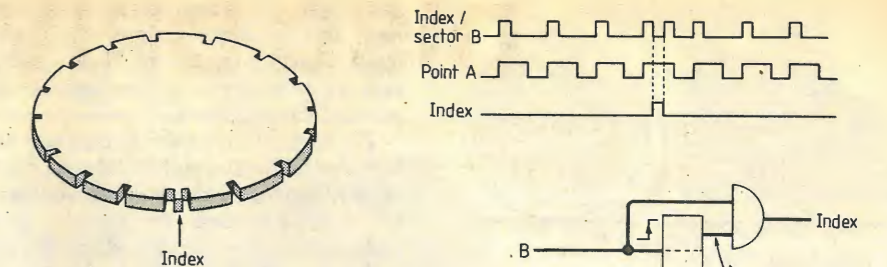 Index /
sector B
Point A
Index
Index
B
Index